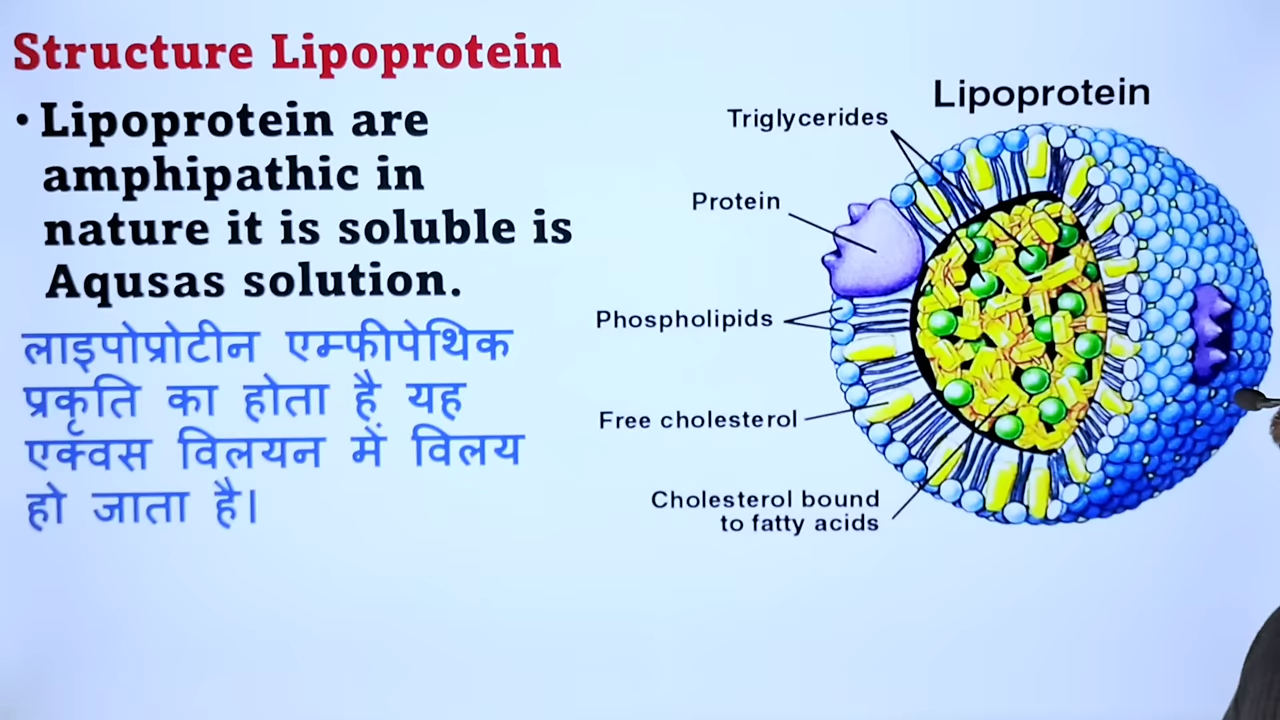 Structure Lipoprotein
• Lipoprotein are
amphipathic in
nature it is soluble is
Aqusas solution.
लाइपोप्रोटीन एम्फीपेथिक
प्रकृति का होता है यह
एक्वस विलयन में विलय
हो जाता है।
Lipoprotein
Triglycerides
Protein
Phospholipids
Free cholesterol
Cholesterol bound
to fatty acids